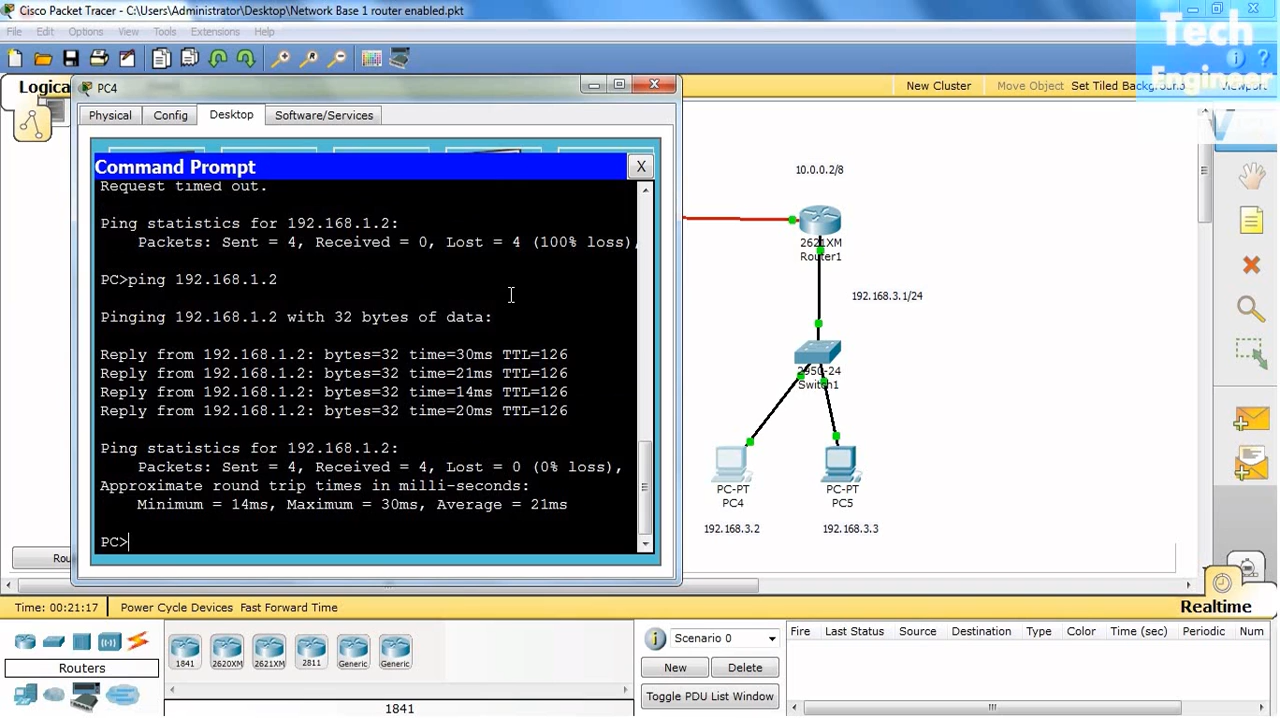 Cisco Packet Tracer - C:\Users\Administrator\Desktop\Network Base 1 router enabled.pkt
File Edit Options View Tools Extensions Help
Tech
Engineer
Logica
New Cluster Move Object Set Tiled Background Viewport
PC4
Physical Config Desktop Software/Services
Command Prompt X
Request timed out.
Ping statistics for 192.168.1.2:
Packets: Sent = 4, Received = 0, Lost = 4 (100% loss),
PC>ping 192.168.1.2
Pinging 192.168.1.2 with 32 bytes of data:
Reply from 192.168.1.2: bytes=32 time=30ms TTL=126
Reply from 192.168.1.2: bytes=32 time=21ms TTL=126
Reply from 192.168.1.2: bytes=32 time=14ms TTL=126
Reply from 192.168.1.2: bytes=32 time=20ms TTL=126
Ping statistics for 192.168.1.2:
Packets: Sent = 4, Received = 4, Lost = 0 (0% loss),
Approximate round trip times in milli-seconds:
Minimum = 14ms, Maximum = 30ms, Average = 21ms
PC>
10.0.0.2/8
2621XM
Router1
192.168.3.1/24
2950-24
Switch1
PC-PT
PC4
192.168.3.2
PC-PT
PC5
192.168.3.3
Rou
Time: 00:21:17 Power Cycle Devices Fast Forward Time
Realtime
Routers
1841 2620XM 2621XM 2811 Generic Generic
1841
Scenario 0
New Delete
Toggle PDU List Window
Fire Last Status Source Destination Type Color Time (sec) Periodic Num